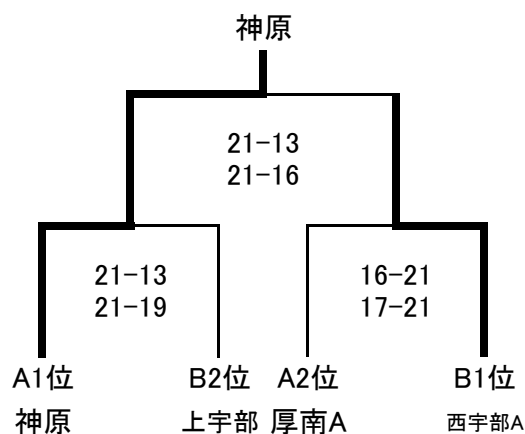 神原
21-13
21-16
21-13
21-19
16-21
17-21
A1位
B2位
A2位
B1位
神原
上宇部
厚南A
西宇部A